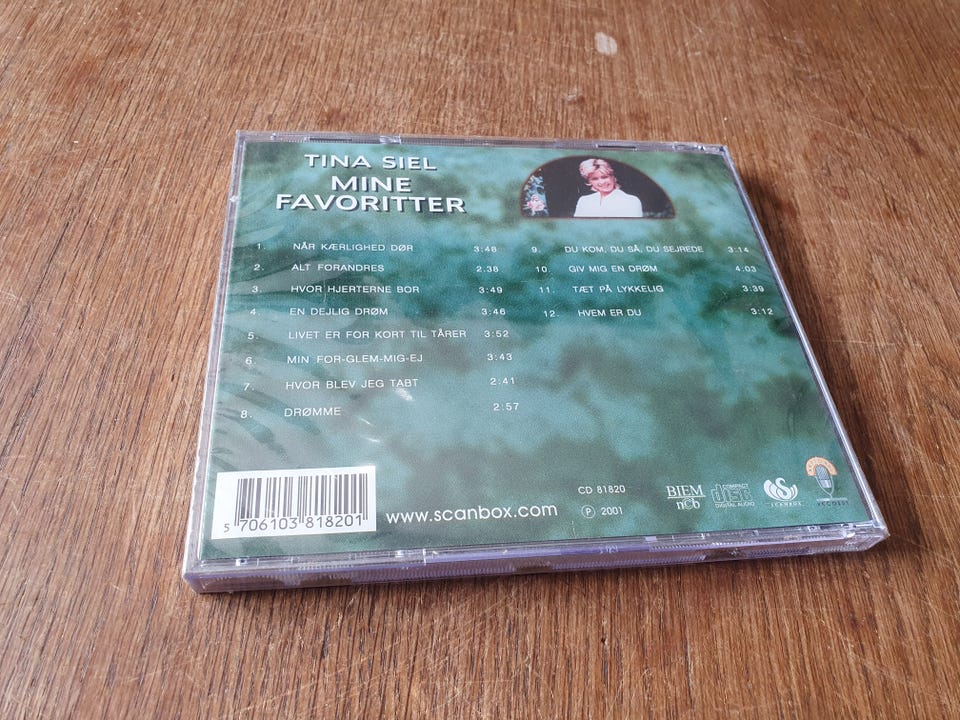 TINA SIEL
MINE
FAVORITTER
1. NÅR KÆRLIGHED DØR 3:48
2. ALT FORANDRES 2.38
3. HVOR HJERTERNE BOR 3:49
4. EN DEJLIG DRØM 3:46
5. LIVET ER FOR KORT TIL TÅRER 3:52
6. MIN FOR-GLEM-MIG-EJ 3:43
7. HVOR BLEV JEG TABT 2:41
8. DRØMME 2:57
9. DU KOM, DU SÅ, DU SEJREDE 3:14
10. GIV MIG EN DRØM 4:03
11. TÆT PÅ LYKKELIG 3:39
12. HVEM ER DU 3:12
5 706103 818201
www.scanbox.com
CD 81820
Ⓟ 2001
BIEM
ncb
COMPACT
disc
DIGITAL AUDIO
SCANBOX